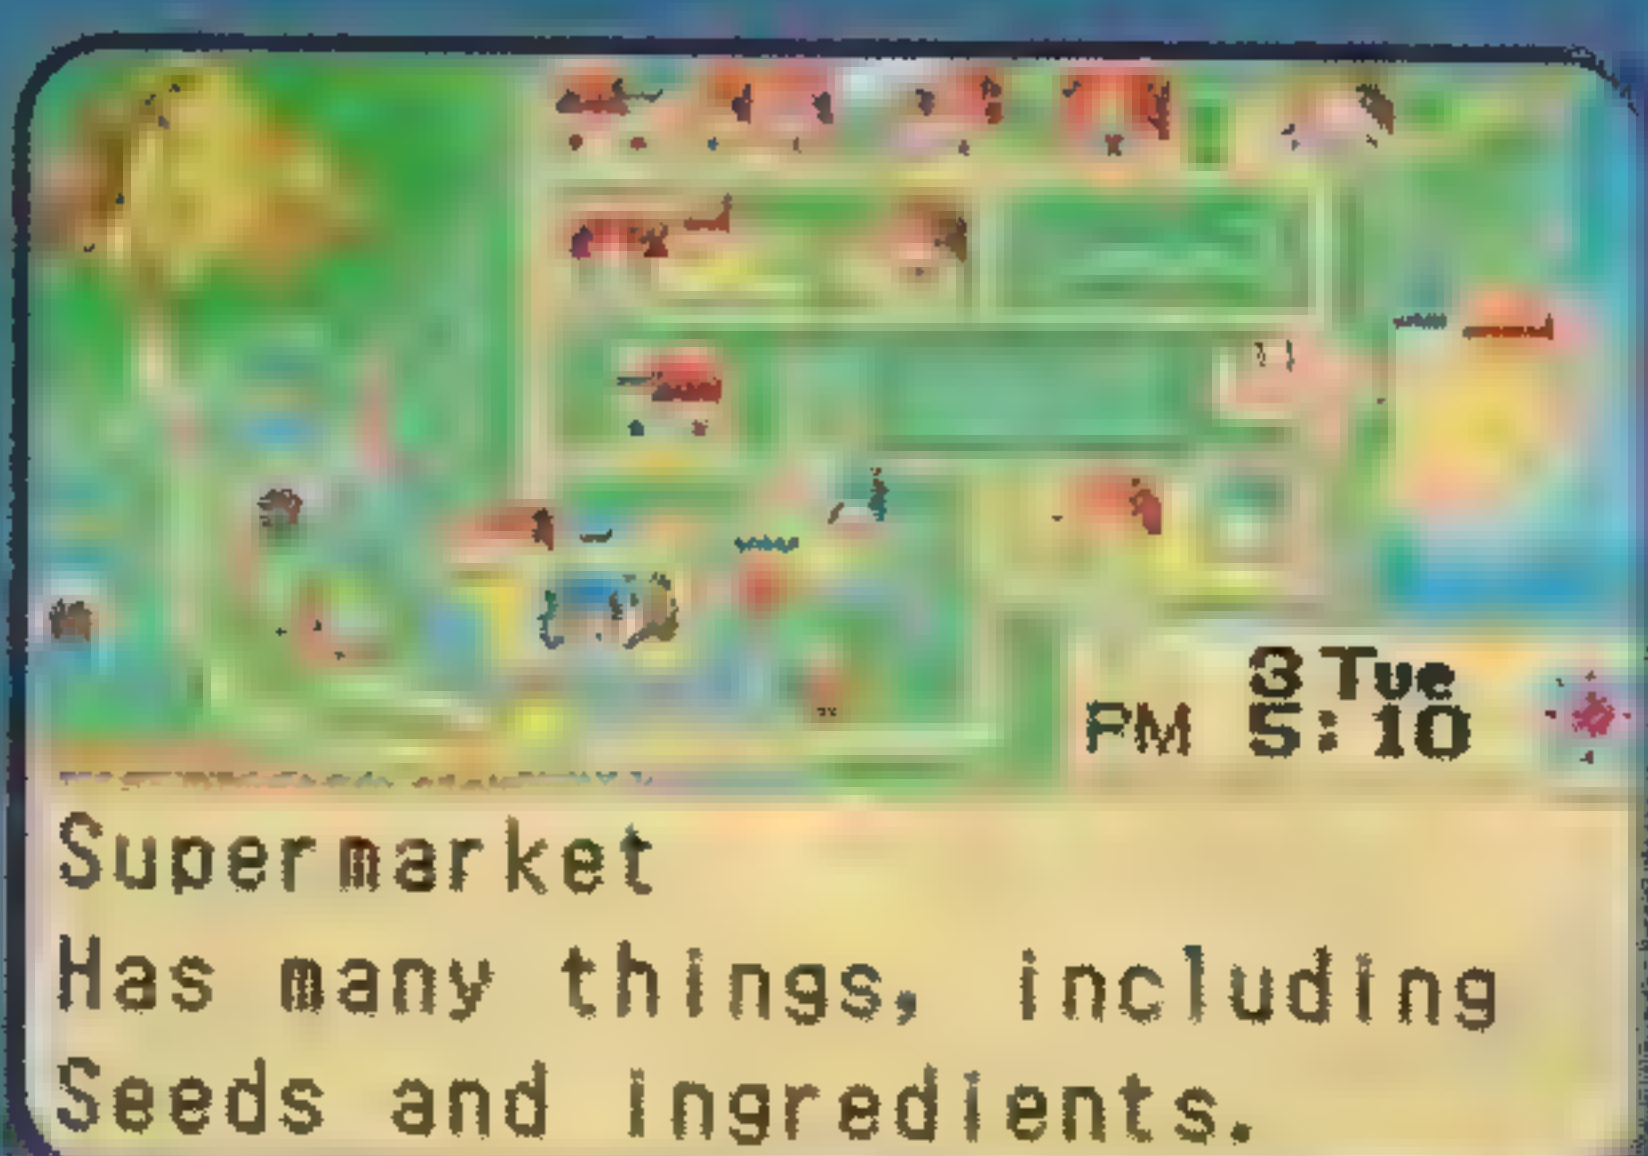 3 Tue
PM 5:10
Supermarket
Has many things, including
Seeds and ingredients.